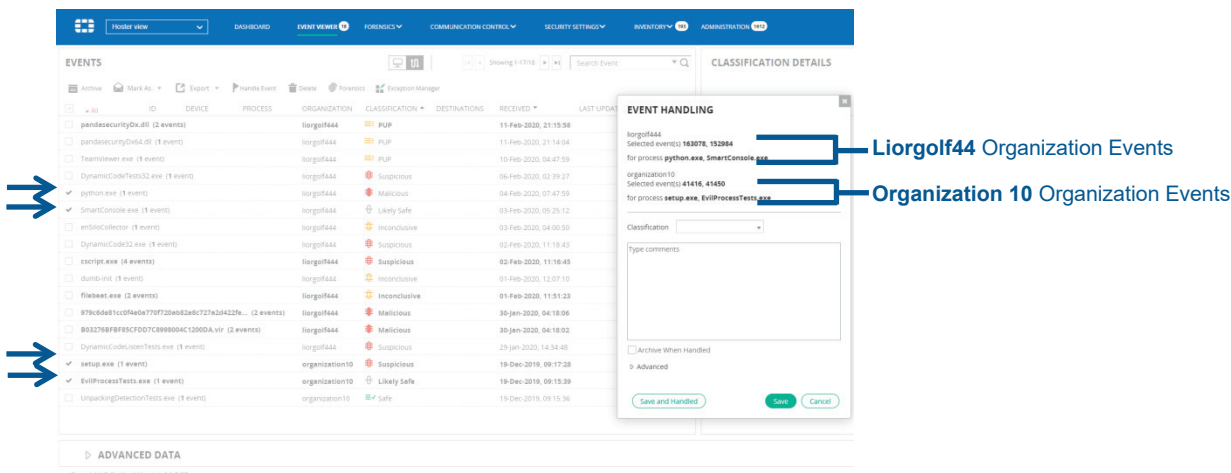 Hoster view
DASHBOARD
EVENT VIEWER 18
FORENSICS
COMMUNICATION CONTROL
SECURITY SETTINGS
INVENTORY 103
ADMINISTRATION 1612
EVENTS
Showing 1-17/18
Search Event
CLASSIFICATION DETAILS
Archive
Mark As..
Export
Handle Event
Delete
Forensics
Exception Manager
All ID DEVICE PROCESS ORGANIZATION CLASSIFICATION DESTINATIONS RECEIVED LAST UPDAT
pandasecurityDx.dll (2 events) liorgolf444 PUP 11-Feb-2020, 21:15:58
pandasecurityDx64.dll (1 event) liorgolf444 PUP 11-Feb-2020, 21:14:04
TeamViewer.exe (1 event) liorgolf444 PUP 10-Feb-2020, 04:47:59
DynamicCodeTests32.exe (1 event) liorgolf444 Suspicious 06-Feb-2020, 02:39:27
python.exe (1 event) liorgolf444 Malicious 04-Feb-2020, 07:47:59
SmartConsole.exe (1 event) liorgolf444 Likely Safe 03-Feb-2020, 05:25:12
enSiloCollector (1 event) liorgolf444 Inconclusive 03-Feb-2020, 04:00:50
DynamicCode32.exe (1 event) liorgolf444 Suspicious 02-Feb-2020, 11:18:43
cscript.exe (4 events) liorgolf444 Suspicious 02-Feb-2020, 11:16:45
dumb-init (1 event) liorgolf444 Inconclusive 01-Feb-2020, 12:07:10
filebeat.exe (2 events) liorgolf444 Inconclusive 01-Feb-2020, 11:51:23
979c6de81cc0f4e0a770f720ab82a8c727a2d422fe... (2 events) liorgolf444 Malicious 30-Jan-2020, 04:18:06
B03276BFBF85CFDD7C8998004C1200DA.vir (2 events) liorgolf444 Malicious 30-Jan-2020, 04:18:02
DynamicCodeListenTests.exe (1 event) liorgolf444 Suspicious 29-Jan-2020, 14:34:48
setup.exe (1 event) organization10 Suspicious 19-Dec-2019, 09:17:28
EvilProcessTests.exe (1 event) organization10 Likely Safe 19-Dec-2019, 09:15:39
UnpackingDetectionTests.exe (1 event) organization10 Safe 19-Dec-2019, 09:15:36
ADVANCED DATA
EVENT HANDLING
liorgolf444
Selected event(s) 163078, 152984
for process python.exe, SmartConsole.exe
organization10
Selected event(s) 41416, 41450
for process setup.exe, EvilProcessTests.exe
Classification
Type comments
Archive When Handled
Advanced
Save and Handled
Save
Cancel
Liorgolf44 Organization Events
Organization 10 Organization Events